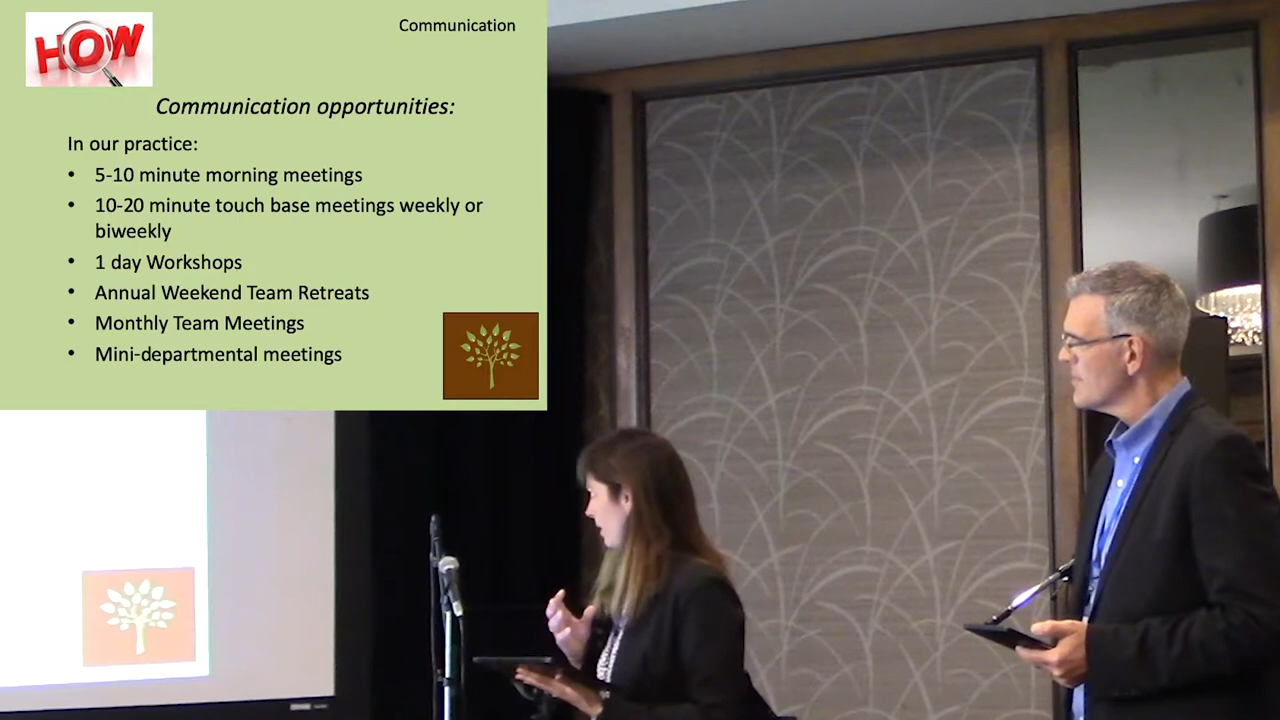 HOW
Communication
Communication opportunities:
In our practice:
• 5-10 minute morning meetings
• 10-20 minute touch base meetings weekly or
biweekly
• 1 day Workshops
• Annual Weekend Team Retreats
• Monthly Team Meetings
• Mini-departmental meetings